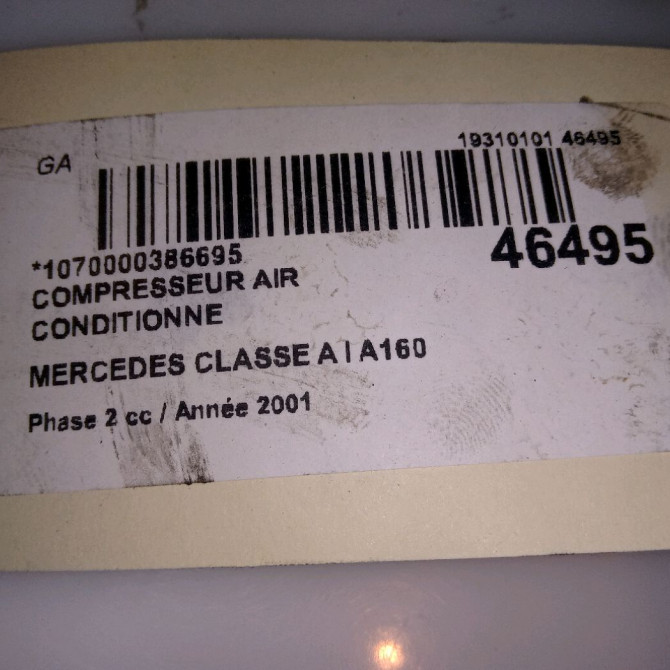 GA
19310101 46495
*1070000386695
46495
COMPRESSEUR AIR
CONDITIONNE
MERCEDES CLASSE A I A160
Phase 2 cc / Année 2001